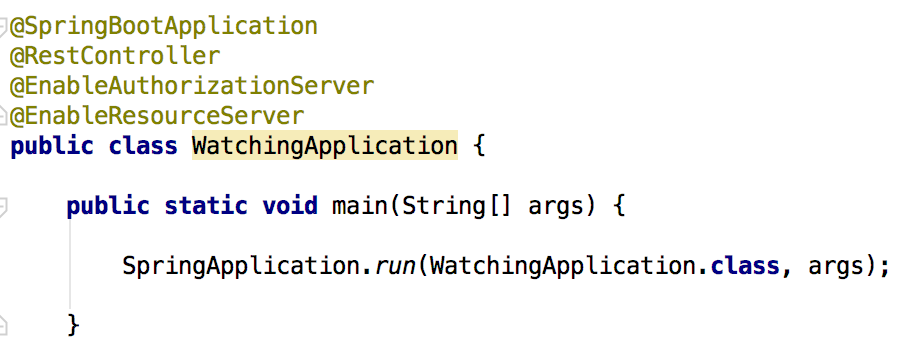 @SpringBootApplication
@RestController
@EnableAuthorizationServer
@EnableResourceServer
public class WatchingApplication {
public static void main(String[] args) {
SpringApplication.run(WatchingApplication.class, args);
}